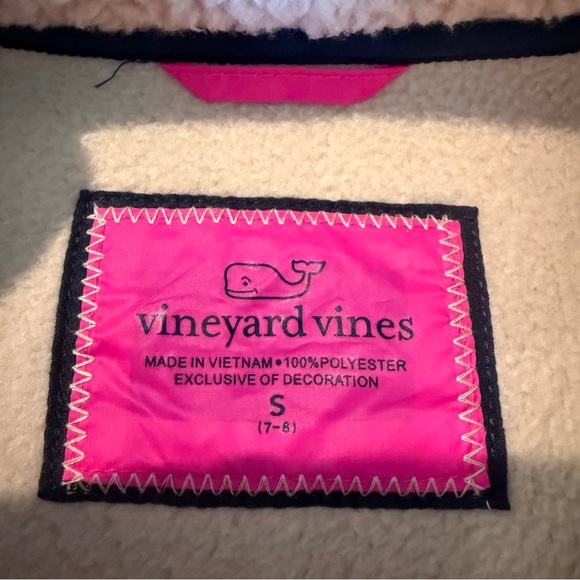 vineyard vines
MADE IN VIETNAM•100%POLYESTER
EXCLUSIVE OF DECORATION
S
(7-8)